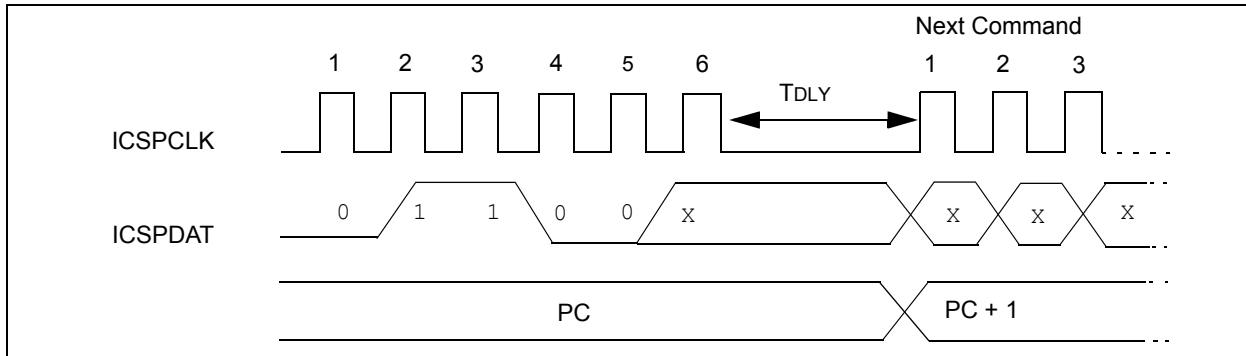 Next Command
1 2 3 4 5 6 TDLY 1 2 3
ICSPCLK
ICSPDAT 0 1 1 0 0 X X X X
PC PC + 1